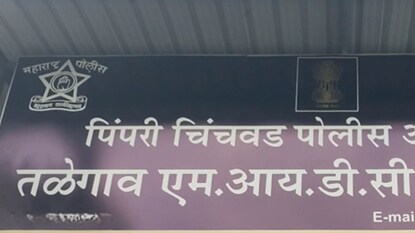 महाराष्ट्र पोलीस
पिंपरी चिंचवड पोलीस
तळेगाव एम.आय.डी.सी
E-mai